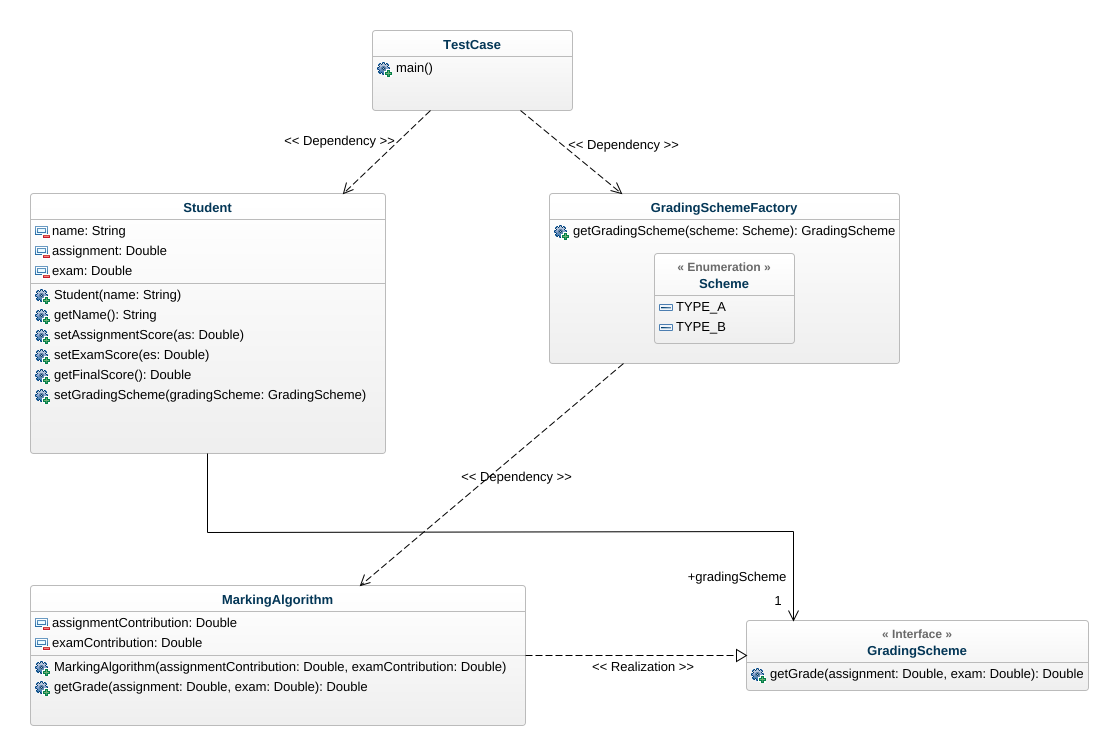 TestCase
main()
<< Dependency >>
<< Dependency >>
Student
name: String
assignment: Double
exam: Double
Student(name: String)
getName(): String
setAssignmentScore(as: Double)
setExamScore(es: Double)
getFinalScore(): Double
setGradingScheme(gradingScheme: GradingScheme)
GradingSchemeFactory
getGradingScheme(scheme: Scheme): GradingScheme
« Enumeration »
Scheme
TYPE_A
TYPE_B
<< Dependency >>
+gradingScheme
1
MarkingAlgorithm
assignmentContribution: Double
examContribution: Double
MarkingAlgorithm(assignmentContribution: Double, examContribution: Double)
getGrade(assignment: Double, exam: Double): Double
<< Realization >>
« Interface »
GradingScheme
getGrade(assignment: Double, exam: Double): Double